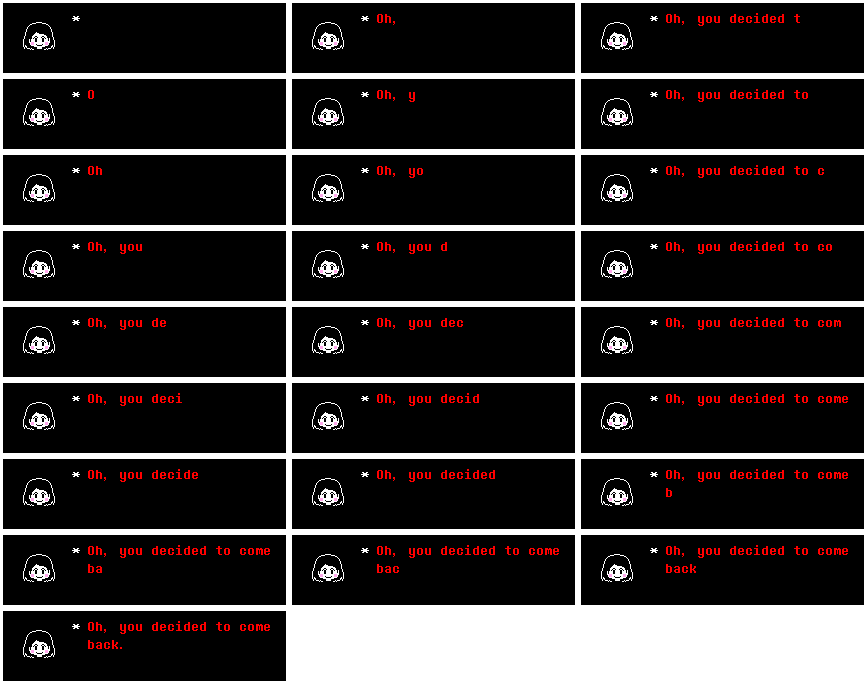 *
* Oh,
* Oh, you decided t
* O
* Oh, y
* Oh, you decided to
* Oh
* Oh, yo
* Oh, you decided to c
* Oh, you
* Oh, you d
* Oh, you decided to co
* Oh, you de
* Oh, you dec
* Oh, you decided to com
* Oh, you deci
* Oh, you decid
* Oh, you decided to come
* Oh, you decide
* Oh, you decided
* Oh, you decided to come
b
* Oh, you decided to come
ba
* Oh, you decided to come
bac
* Oh, you decided to come
back
* Oh, you decided to come
back.